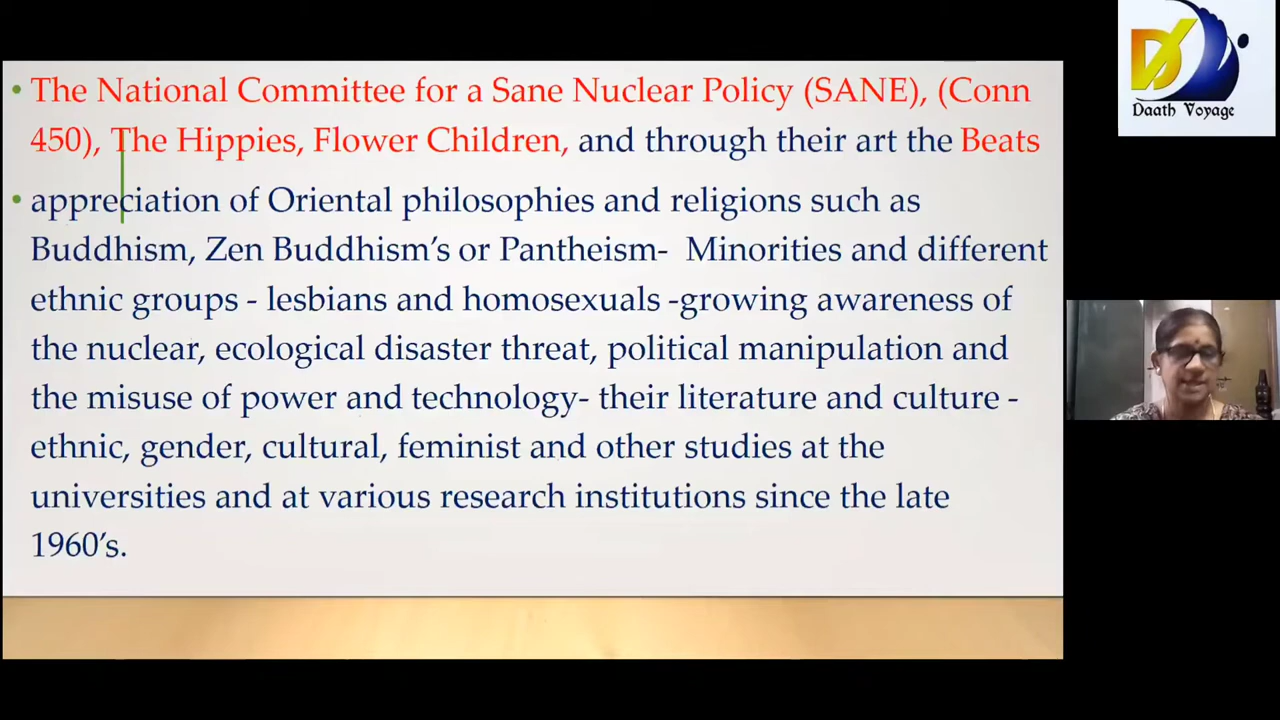 • The National Committee for a Sane Nuclear Policy (SANE), (Conn
450), The Hippies, Flower Children, and through their art the Beats
• appreciation of Oriental philosophies and religions such as
Buddhism, Zen Buddhism’s or Pantheism- Minorities and different
ethnic groups - lesbians and homosexuals -growing awareness of
the nuclear, ecological disaster threat, political manipulation and
the misuse of power and technology- their literature and culture -
ethnic, gender, cultural, feminist and other studies at the
universities and at various research institutions since the late
1960’s.
Daath Voyage